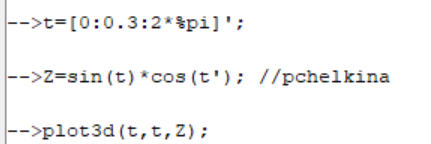 -->t=[0:0.3:2*%pi]';
-->Z=sin(t)*cos(t'); //pchelkina
-->plot3d(t,t,Z);